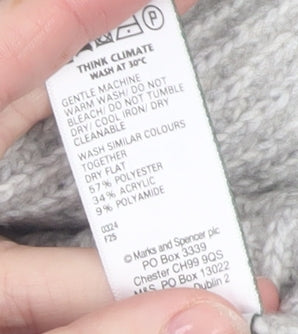 P
THINK CLIMATE
WASH AT 30°C
GENTLE MACHINE
WARM WASH/ DO NOT
BLEACH/ DO NOT TUMBLE
DRY/ COOL IRON/ DRY
CLEANABLE
WASH SIMILAR COLOURS
TOGETHER
DRY FLAT
57% POLYESTER
34% ACRYLIC
9% POLYAMIDE
0324
F25
© Marks and Spencer plc
PO Box 3339
Chester CH99 9QS
M&S, PO Box 13022
Dublin 2